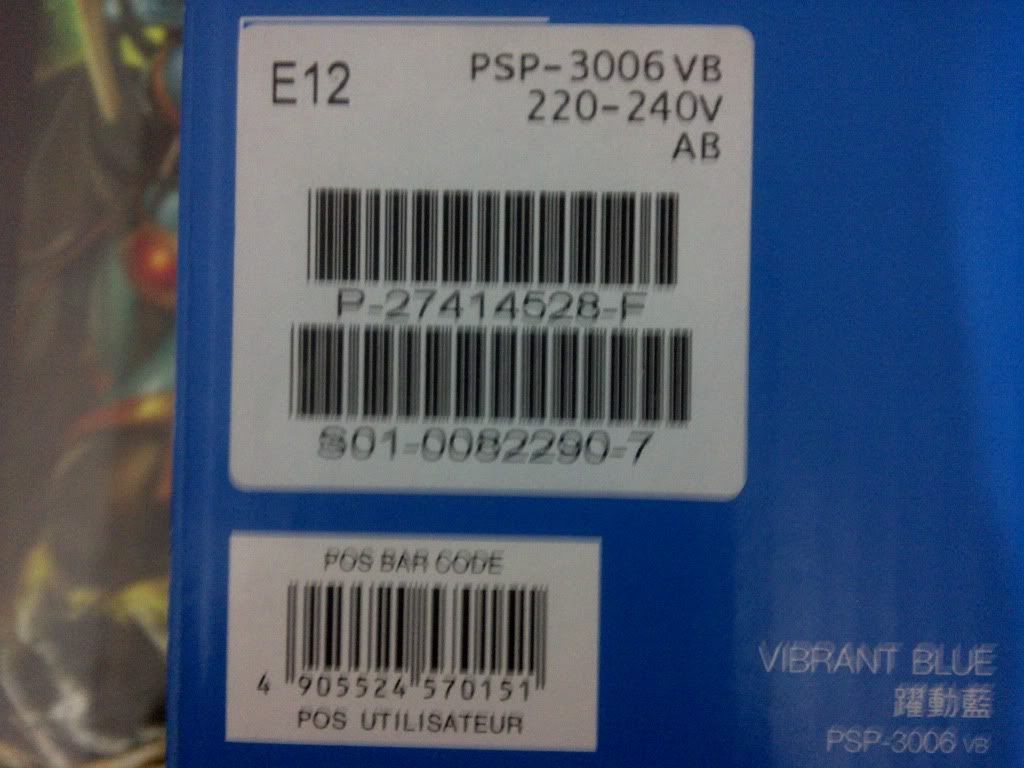 E12
PSP-3006 VB
220-240V
AB
P-27414528-F
S01-0082290-7
POS BAR CODE
4 905524 570151
POS UTILISATEUR
VIBRANT BLUE
躍動藍
PSP-3006 VB